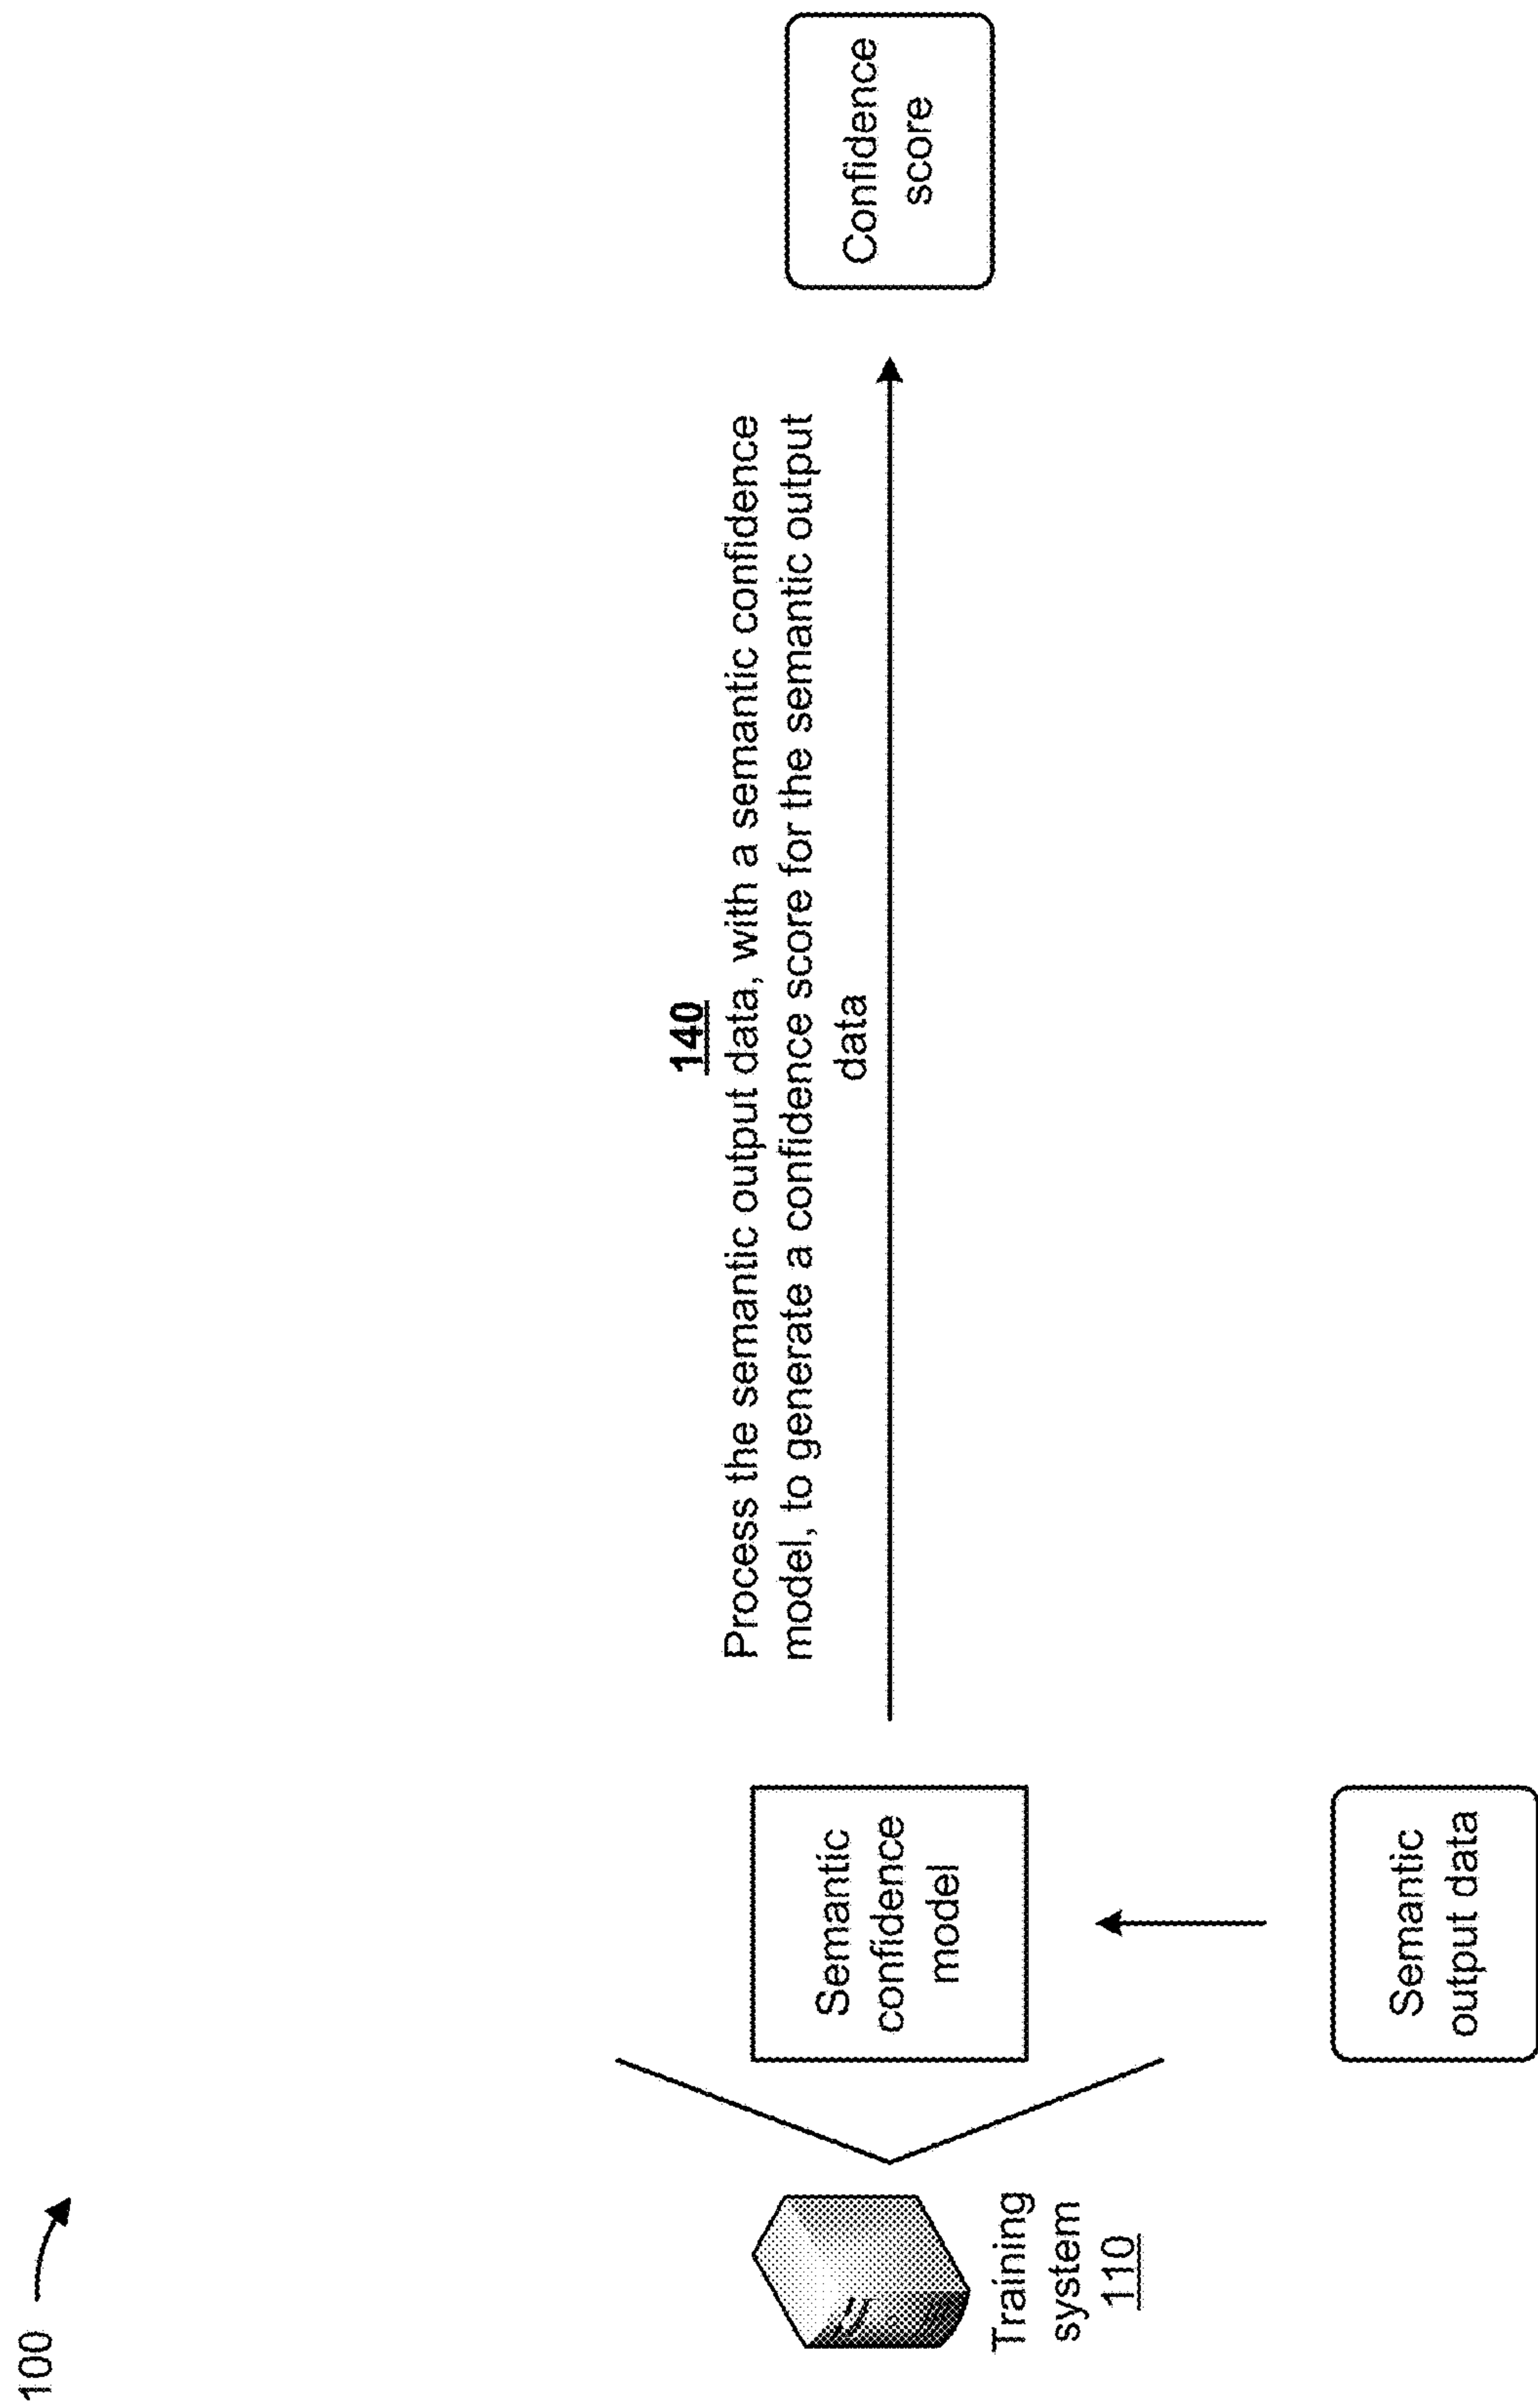 100
140
Process the semantic output data, with a semantic confidence
model, to generate a confidence score for the semantic output
data
Training
system
110
Semantic
confidence
model
Confidence
score
Semantic
output data